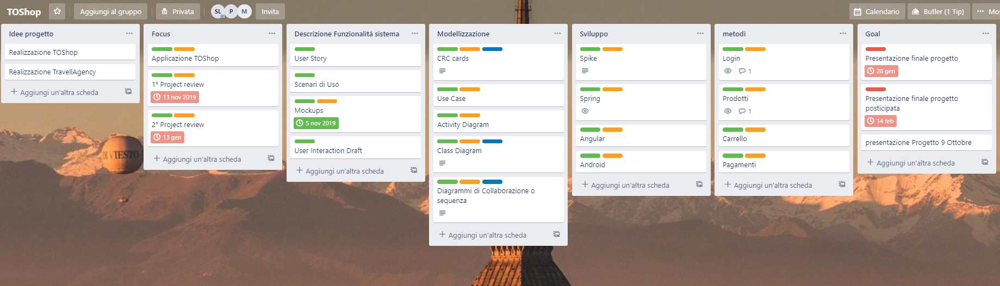 TOShop
Aggiungi al gruppo
Privata
SL
P
M
Invita
Calendario
Butler (1 Tip)
Idee progetto
Realizzazione TOShop
Realizzazione TravellAgency
Aggiungi un'altra scheda
Focus
Applicazione TOShop
1° Project review
13 nov 2019
2° Project review
13 gen
Aggiungi un'altra scheda
Descrizione Funzionalità sistema
User Story
Scenari di Uso
Mockups
5 nov 2019
User Interaction Draft
Aggiungi un'altra scheda
Modellizzazione
CRC cards
Use Case
Activity Diagram
Class Diagram
Diagrammi di Collaborazione o
sequenza
Aggiungi un'altra scheda
Sviluppo
Spike
Spring
Angular
Android
Aggiungi un'altra scheda
metodi
Login
1
Prodotti
1
Carrello
Pagamenti
Aggiungi un'altra scheda
Goal
Presentazione finale progetto
28 gen
Presentazione finale progetto
posticipata
14 feb
presentazione Progetto 9 Ottobre
Aggiungi un'altra scheda
DI VIESTO